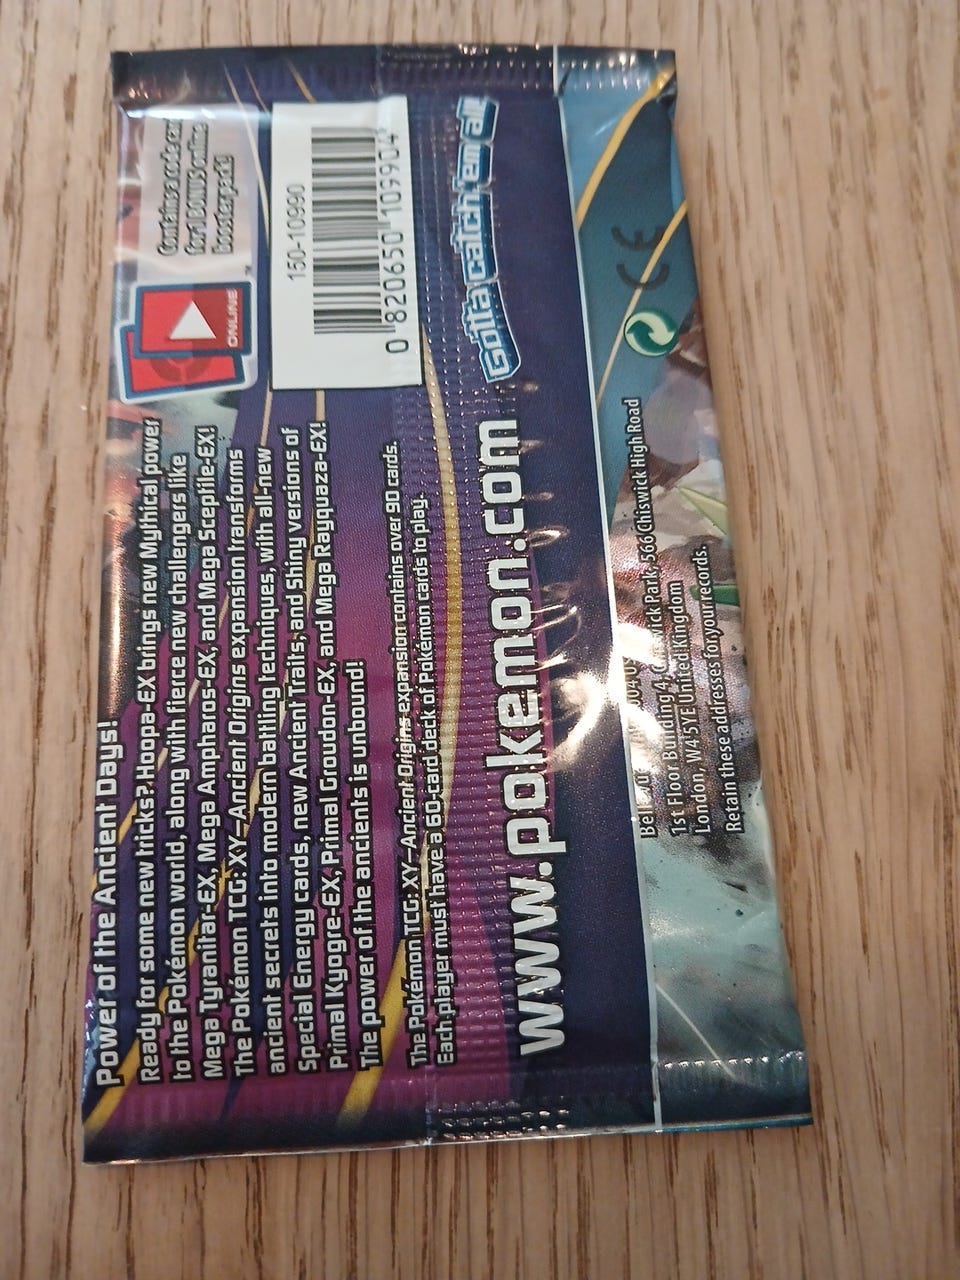 Power of the Ancient Days!
Ready for some new tricks? Hoopa-EX brings new Mythical power
to the Pokémon world, along with fierce new challengers like
Mega Tyranitar-EX, Mega Ampharos-EX, and Mega Sceptile-EX!
The Pokémon TCG: XY—Ancient Origins expansion transforms
ancient secrets into modern battling techniques, with all-new
Special Energy cards, new Ancient Traits, and Shiny versions of
Primal Kyogre-EX, Primal Groudon-EX, and Mega Rayquaza-EX!
The power of the ancients is unbound!
The Pokémon TCG: XY—Ancient Origins expansion contains over 90 cards.
Each player must have a 60-card deck of Pokémon cards to play.
www.pokemon.com
ONLINE
TM
Contains a code
for 1 BONUS online
booster pack!
150-10990
0 820650 109904
Gotta catch 'em all!
CE
Park, 566 Chiswick High Road
1st Floor Building 4,
London, W4 5YE United Kingdom
Retain these addresses for your records.